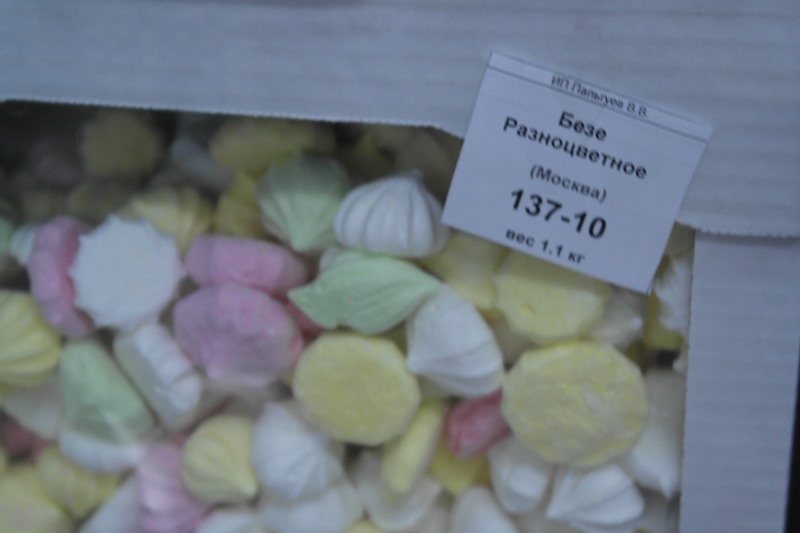 ИП Пальгуев В.В.
Безе
Разноцветное
(Москва)
137-10
вес 1.1 кг